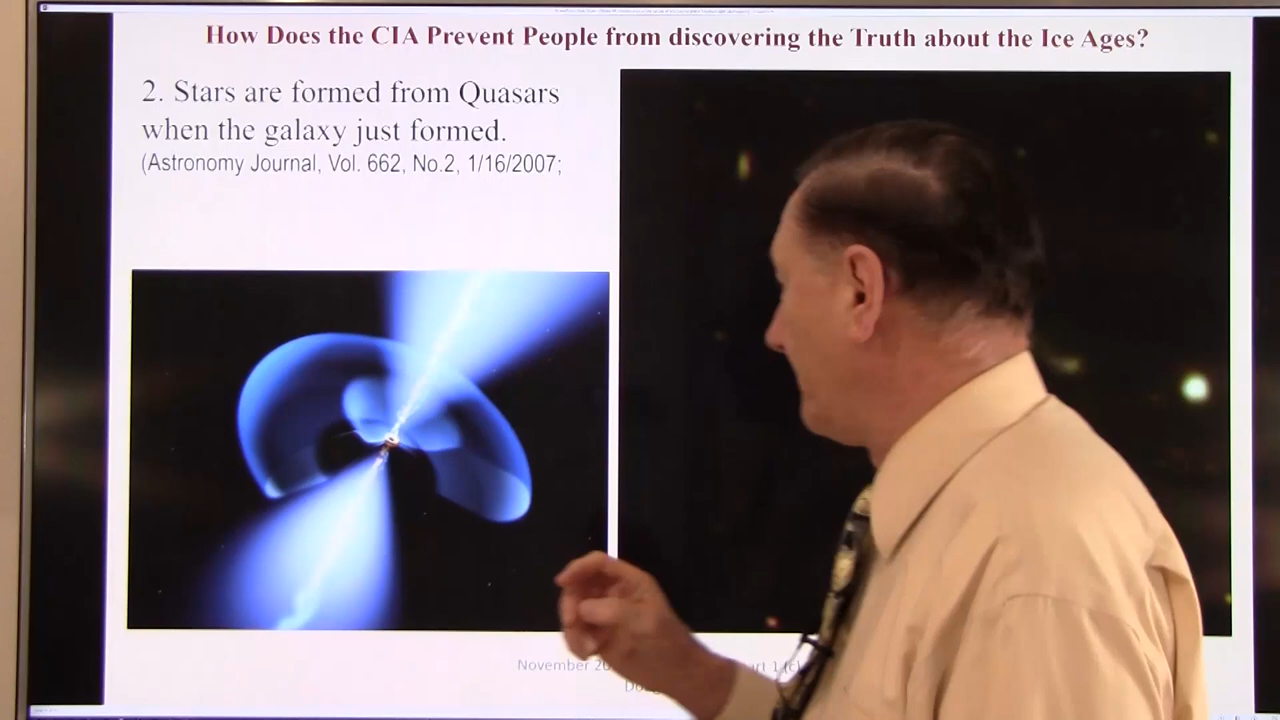 How Does the CIA Prevent People from discovering the Truth about the Ice Ages?
2. Stars are formed from Quasars
when the galaxy just formed.
(Astronomy Journal, Vol. 662, No.2, 1/16/2007;
November